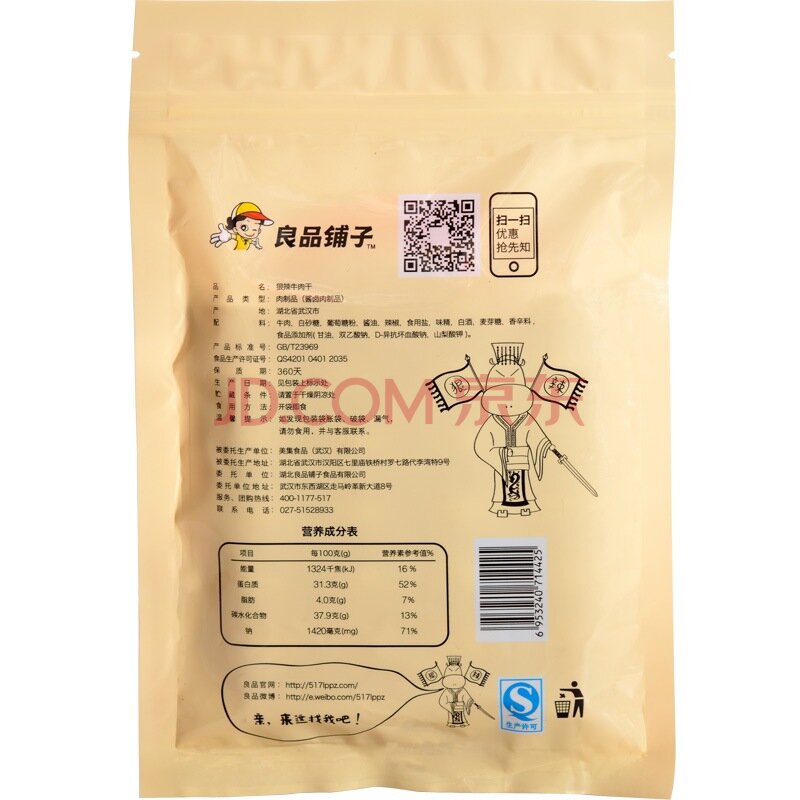 良品铺子 TM
扫一扫
优惠
抢先知
品名：狠辣牛肉干
产品类型：肉制品（酱卤肉制品）
产地：湖北省武汉市
配料：牛肉、白砂糖、葡萄糖粉、酱油、辣椒、食用盐、味精、白酒、麦芽糖、香辛料、
食品添加剂( 甘油、双乙酸钠、D-异抗坏血酸钠、山梨酸钾 )。
产品标准号：GB/T23969
食品生产许可证号：QS4201 0401 2035
保质期：360天
生产日期：见包装上标示处
贮藏条件：请置于干燥阴凉处
食用方法：开袋即食
温馨提示：如发现包装袋胀袋、破袋、漏气，
请勿食用，并与客服联系。
狠 辣
JD.COM 京东
被委托生产单位：美集食品（武汉）有限公司
被委托生产地址：湖北省武汉市汉阳区七里庙铁桥村罗七路代李湾特9号
委托单位：湖北良品铺子食品有限公司
委托单位地址：武汉市东西湖区走马岭革新大道8号
服务、团购热线：400-1177-517
联系电话：027-51528933
营养成分表
项目 每100克(g) 营养素参考值%
能量 1324千焦(kJ) 16 %
蛋白质 31.3克(g) 52%
脂肪 4.0克(g) 7%
碳水化合物 37.9克(g) 13%
钠 1420毫克(mg) 71%
6 953240 714425
良品官网：http://517lppz.com/
良品微博：http://e.weibo.com/517lppz
亲，来这找我吧！
狠 辣
QS
生产许可